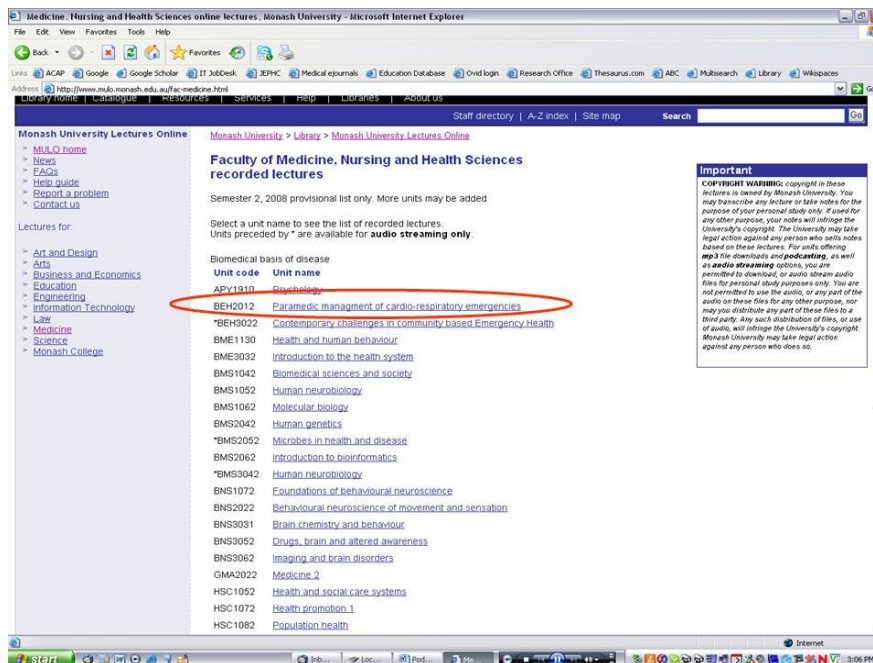 Medicine, Nursing and Health Sciences online lectures, Monash University - Microsoft Internet Explorer
File Edit View Favorites Tools Help
Back Favorites
Links ACAP Google Google Scholar IT JobDesk JEPHC Medical ejournals Education Database Ovid login Research Office Thesaurus.com ABC Multisearch Library Wikispaces
Address http://www.mulo.monash.edu.au/fac-medicine.html
Library home | Catalogue | Resources | Services | Help | Libraries | About us
Staff directory | A-Z index | Site map Search Go
Monash University Lectures Online
MULO home
News
FAQs
Help guide
Report a problem
Contact us
Lectures for:
Art and Design
Arts
Business and Economics
Education
Engineering
Information Technology
Law
Medicine
Science
Monash College
Monash University > Library > Monash University Lectures Online
Faculty of Medicine, Nursing and Health Sciences
recorded lectures
Semester 2, 2008 provisional list only. More units may be added
Select a unit name to see the list of recorded lectures.
Units preceded by * are available for audio streaming only.
Biomedical basis of disease
Unit code Unit name
APY1910 Psychology
BEH2012 Paramedic managment of cardio-respiratory emergencies
*BEH3022 Contemporary challenges in community based Emergency Health
BME1130 Health and human behaviour
BME3032 Introduction to the health system
BMS1042 Biomedical sciences and society
BMS1052 Human neurobiology
BMS1062 Molecular biology
BMS2042 Human genetics
*BMS2052 Microbes in health and disease
BMS2062 Introduction to bioinformatics
*BMS3042 Human neurobiology
BNS1072 Foundations of behavioural neuroscience
BNS2022 Behavioural neuroscience of movement and sensation
BNS3031 Brain chemistry and behaviour
BNS3052 Drugs, brain and altered awareness
BNS3062 Imaging and brain disorders
GMA2022 Medicine 2
HSC1052 Health and social care systems
HSC1072 Health promotion 1
HSC1082 Population health
Important
COPYRIGHT WARNING: copyright in these
lectures is owned by Monash University. You
may transcribe any lecture or take notes for the
purpose of your personal study only. If used for
any other purpose, your notes will infringe the
University's copyright. The University may take
legal action against any person who sells notes
based on these lectures. For units offering
mp3 file downloads and podcasting, as well
as audio streaming options, you are
permitted to download, or audio stream audio
files for personal study purposes only. You are
not permitted to use the audio, or any part of the
audio on these files for any other purpose, nor
may you distribute any part of these files to a
third party. Any such distribution of files, or use
of audio, will infringe the University's copyright.
Monash University may take legal action
against any person who does so.
Internet
start Inb... Loc... Pod... Me... 3:06 PM